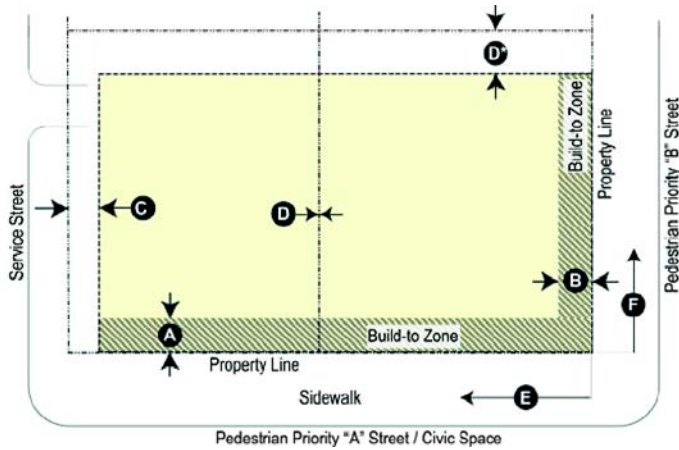 D*
Build-to Zone
Property Line
Pedestrian Priority "B" Street
Service Street
C
D
B
F
A
Build-to Zone
Property Line
Sidewalk
E
Pedestrian Priority "A" Street / Civic Space